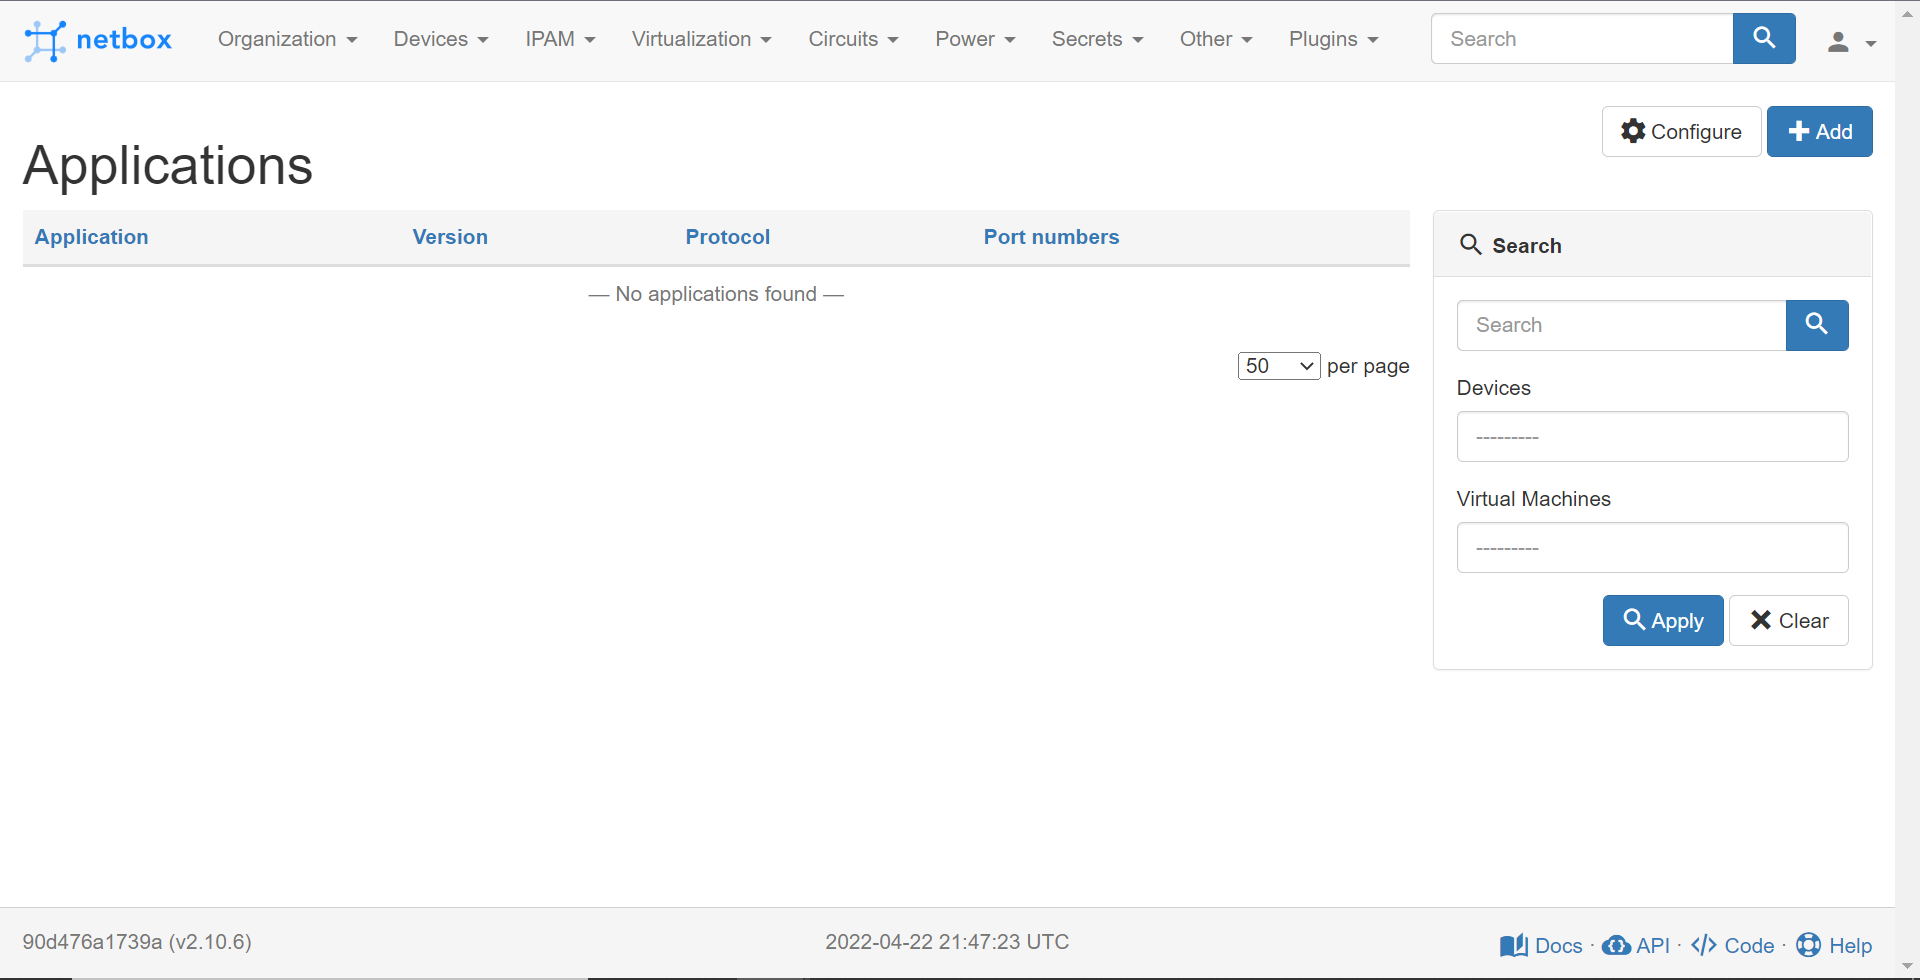 netbox Organization Devices IPAM Virtualization Circuits Power Secrets Other Plugins Search
Configure Add
Applications
Application Version Protocol Port numbers
— No applications found —
50 per page
Search
Search
Devices
---------
Virtual Machines
---------
Apply Clear
90d476a1739a (v2.10.6) 2022-04-22 21:47:23 UTC Docs · API · Code · Help